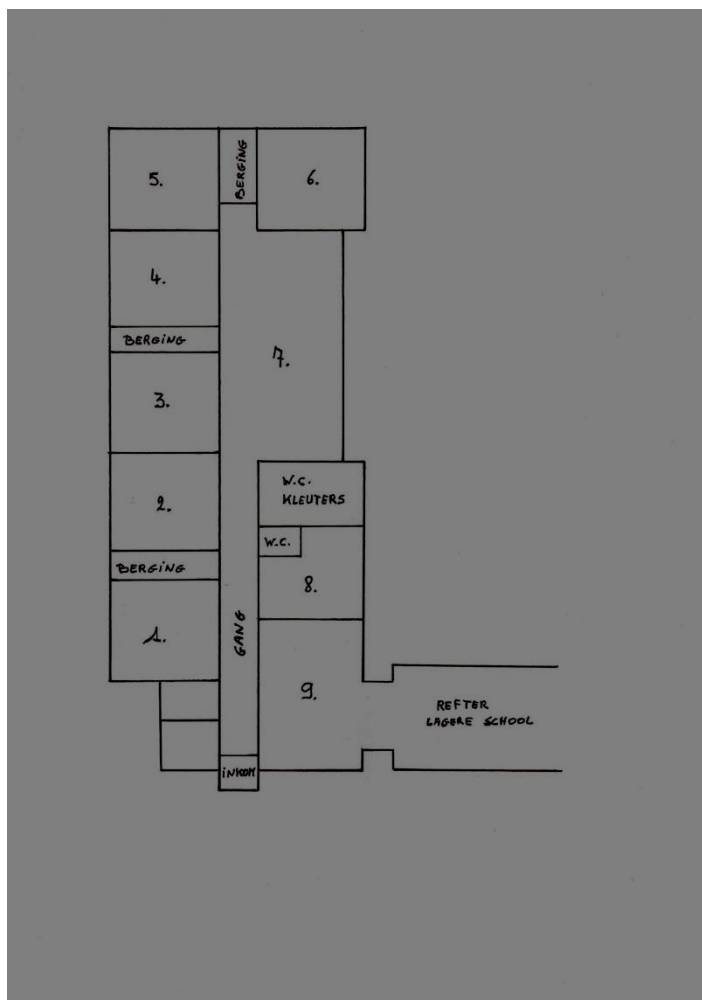 5.
BERGING
6.
4.
BERGING
7.
3.
W.C.
KLEUTERS
2.
W.C.
BERGING
8.
1.
GANG
9.
REFTER
LAGERE SCHOOL
INKOM